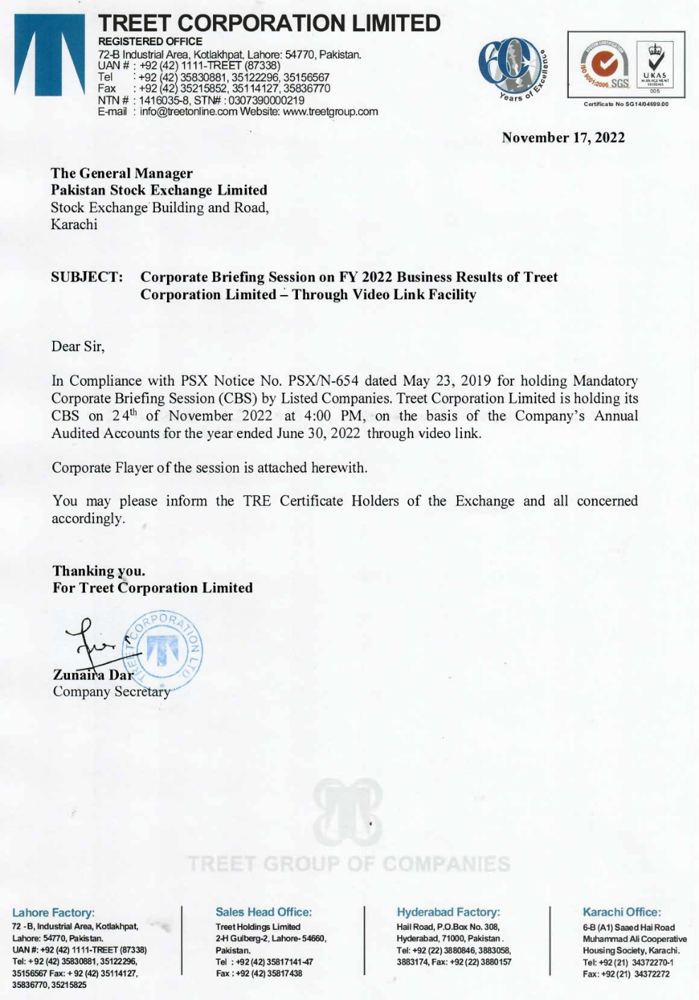 TREET CORPORATION LIMITED
REGISTERED OFFICE
72-B Industrial Area, Kotlakhpat, Lahore: 54770, Pakistan.
UAN # : +92 (42) 1111-TREET (87338)
Tel : +92 (42) 35830881, 35122296, 35156567
Fax : +92 (42) 35215852, 35114127, 35836770
NTN # : 1416035-8, STN# : 0307390000219
E-mail : info@treetonline.com Website: www.treetgroup.com
Years of Excellence
ISO 9001:2000 SGS
UKAS
MANAGEMENT
SYSTEMS
005
Certificate No SG14/04699.00
November 17, 2022
The General Manager
Pakistan Stock Exchange Limited
Stock Exchange Building and Road,
Karachi
SUBJECT: Corporate Briefing Session on FY 2022 Business Results of Treet
Corporation Limited – Through Video Link Facility
Dear Sir,
In Compliance with PSX Notice No. PSX/N-654 dated May 23, 2019 for holding Mandatory
Corporate Briefing Session (CBS) by Listed Companies. Treet Corporation Limited is holding its
CBS on 24th of November 2022 at 4:00 PM, on the basis of the Company's Annual
Audited Accounts for the year ended June 30, 2022 through video link.
Corporate Flayer of the session is attached herewith.
You may please inform the TRE Certificate Holders of the Exchange and all concerned
accordingly.
Thanking you.
For Treet Corporation Limited
TREET CORPORATION LTD.
Zunaira Dar
Company Secretary
TREET GROUP OF COMPANIES
Lahore Factory:
72 - B, Industrial Area, Kotlakhpat,
Lahore: 54770, Pakistan.
UAN #: +92 (42) 1111-TREET (87338)
Tel: +92 (42) 35830881, 35122296,
35156567 Fax: + 92 (42) 35114127,
35836770, 35215825
Sales Head Office:
Treet Holdings Limited
2-H Gulberg-2, Lahore- 54660,
Pakistan.
Tel : +92 (42) 35817141-47
Fax : +92 (42) 35817438
Hyderabad Factory:
Hail Road, P.O.Box No. 308,
Hyderabad, 71000, Pakistan .
Tel: +92 (22) 3880846, 3883058,
3883174, Fax: +92 (22) 3880157
Karachi Office:
6-B (A1) Saaed Hai Road
Muhammad Ali Cooperative
Housing Society, Karachi.
Tel: +92 (21) 34372270-1
Fax: +92 (21) 34372272